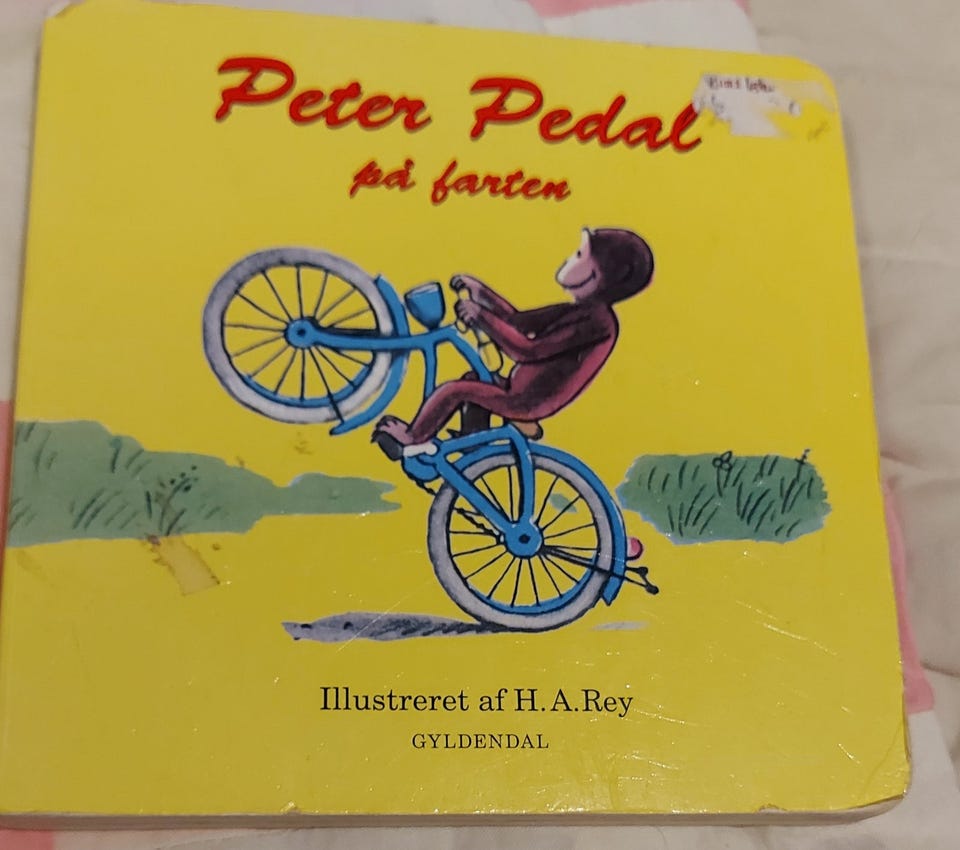 Peter Pedal
på farten
Illustreret af H.A.Rey
GYLDENDAL